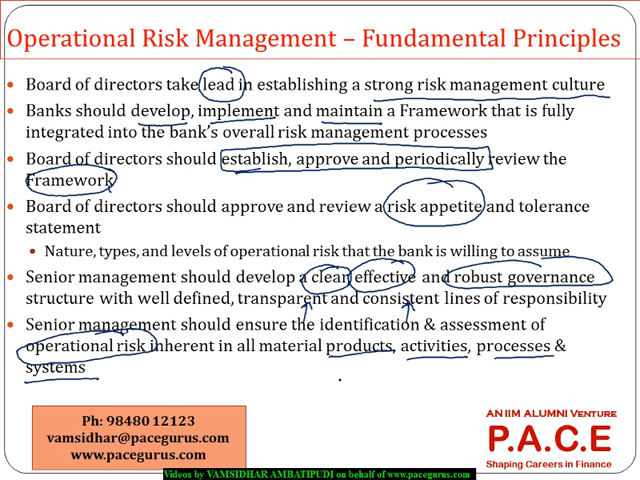 Operational Risk Management – Fundamental Principles
• Board of directors take lead in establishing a strong risk management culture
• Banks should develop, implement and maintain a Framework that is fully
integrated into the bank's overall risk management processes
• Board of directors should establish, approve and periodically review the
Framework
• Board of directors should approve and review a risk appetite and tolerance
statement
• Nature, types, and levels of operational risk that the bank is willing to assume
• Senior management should develop a clean effective and robust governance
structure with well defined, transparent and consistent lines of responsibility
• Senior management should ensure the identification & assessment of
operational risk inherent in all material products, activities, processes &
systems
Ph: 98480 12123
vamsidhar@pacegurus.com
www.pacegurus.com
AN IIM ALUMNI VENTURE
P.A.C.E
Shaping Careers in Finance
Videos by VAMSIDHAR AMBATIPUDI on behalf of www.pacegurus.com